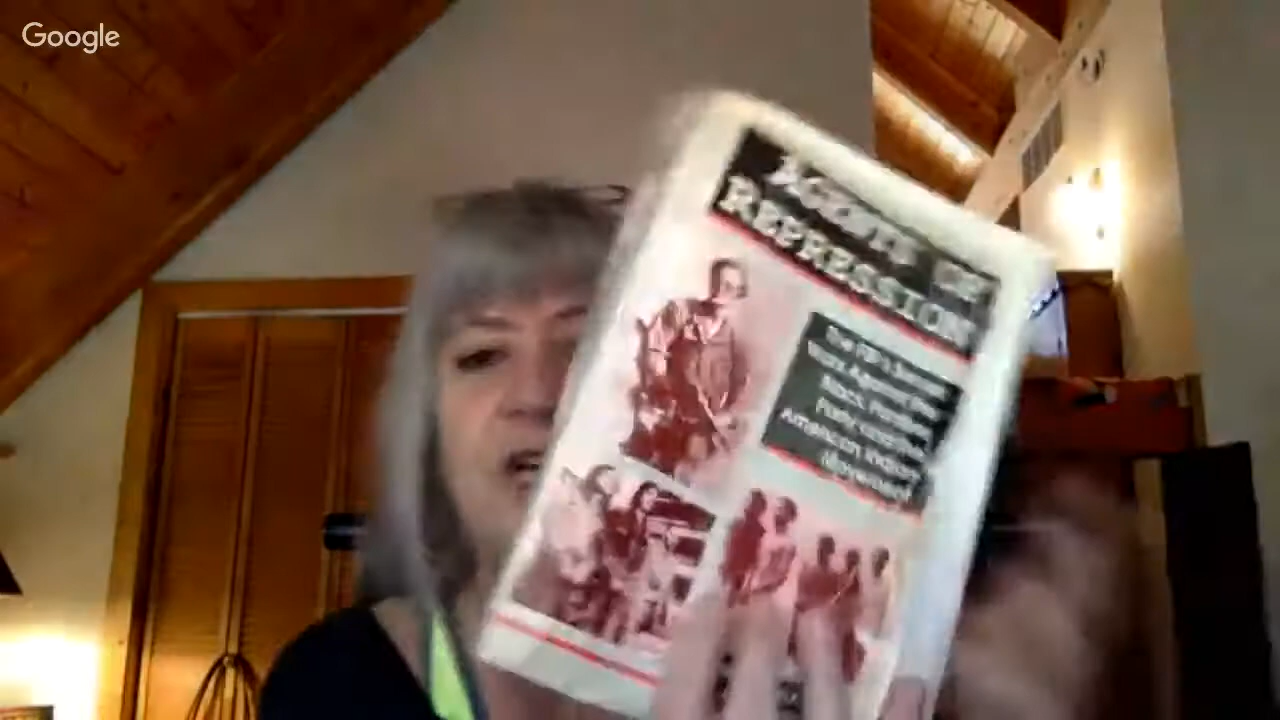 Google
AGENTS OF
REPRESSION
The FBI's Secret
Wars Against the
Black Panther
Party and the
American Indian
Movement